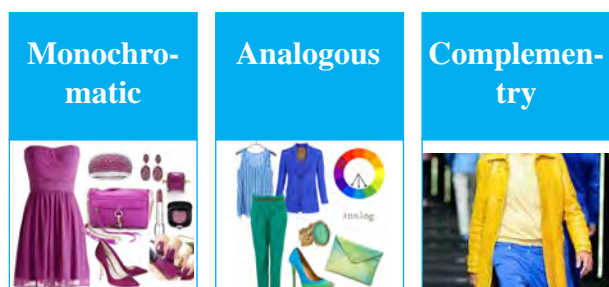 Monochro-
matic
Analogous
Complemen-
try
analog